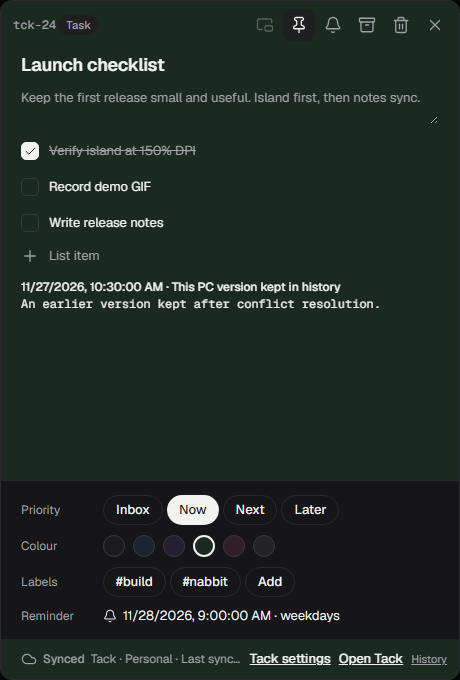 tck-24 Task
Launch checklist
Keep the first release small and useful. Island first, then notes sync.
Verify island at 150% DPI
Record demo GIF
Write release notes
List item
11/27/2026, 10:30:00 AM · This PC version kept in history
An earlier version kept after conflict resolution.
Priority Inbox Now Next Later
Colour
Labels #build #nabbit Add
Reminder 11/28/2026, 9:00:00 AM · weekdays
Synced Tack · Personal · Last sync... Tack settings Open Tack History